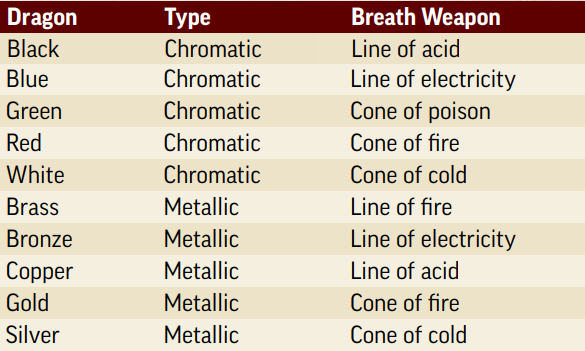 Dragon Type Breath Weapon
Black Chromatic Line of acid
Blue Chromatic Line of electricity
Green Chromatic Cone of poison
Red Chromatic Cone of fire
White Chromatic Cone of cold
Brass Metallic Line of fire
Bronze Metallic Line of electricity
Copper Metallic Line of acid
Gold Metallic Cone of fire
Silver Metallic Cone of cold